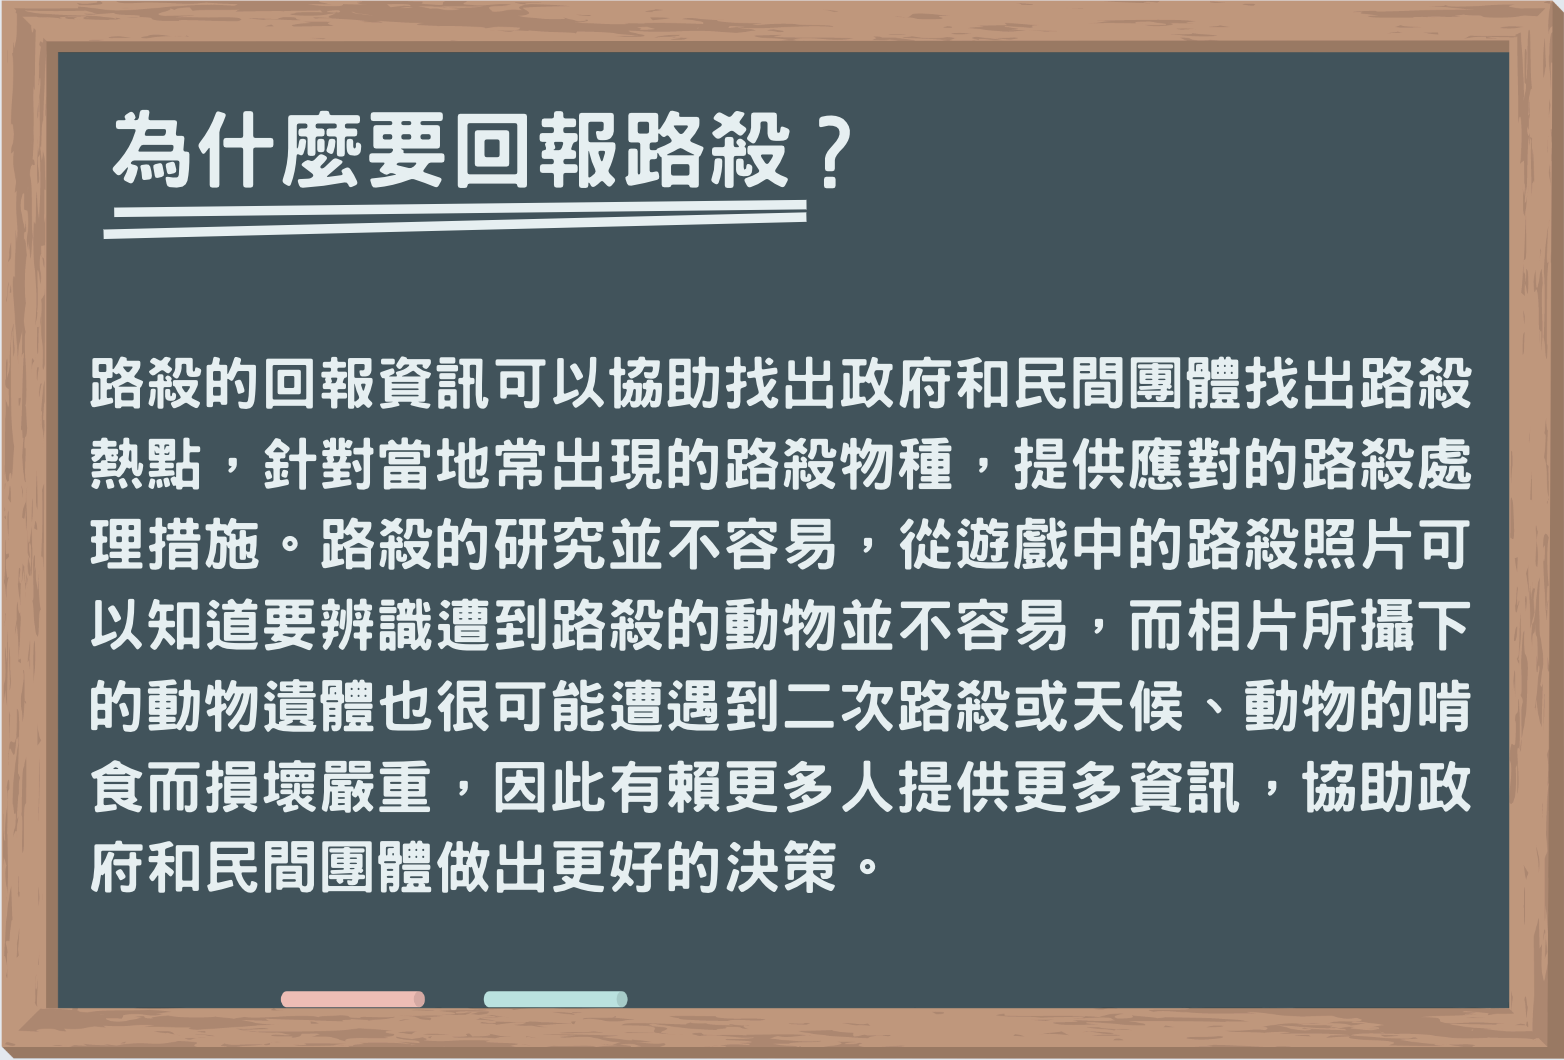 為什麼要回報路殺？
路殺的回報資訊可以協助找出政府和民間團體找出路殺
熱點，針對當地常出現的路殺物種，提供應對的路殺處
理措施。路殺的研究並不容易，從遊戲中的路殺照片可
以知道要辨識遭到路殺的動物並不容易，而相片所攝下
的動物遺體也很可能遭遇到二次路殺或天候、動物的啃
食而損壞嚴重，因此有賴更多人提供更多資訊，協助政
府和民間團體做出更好的決策。